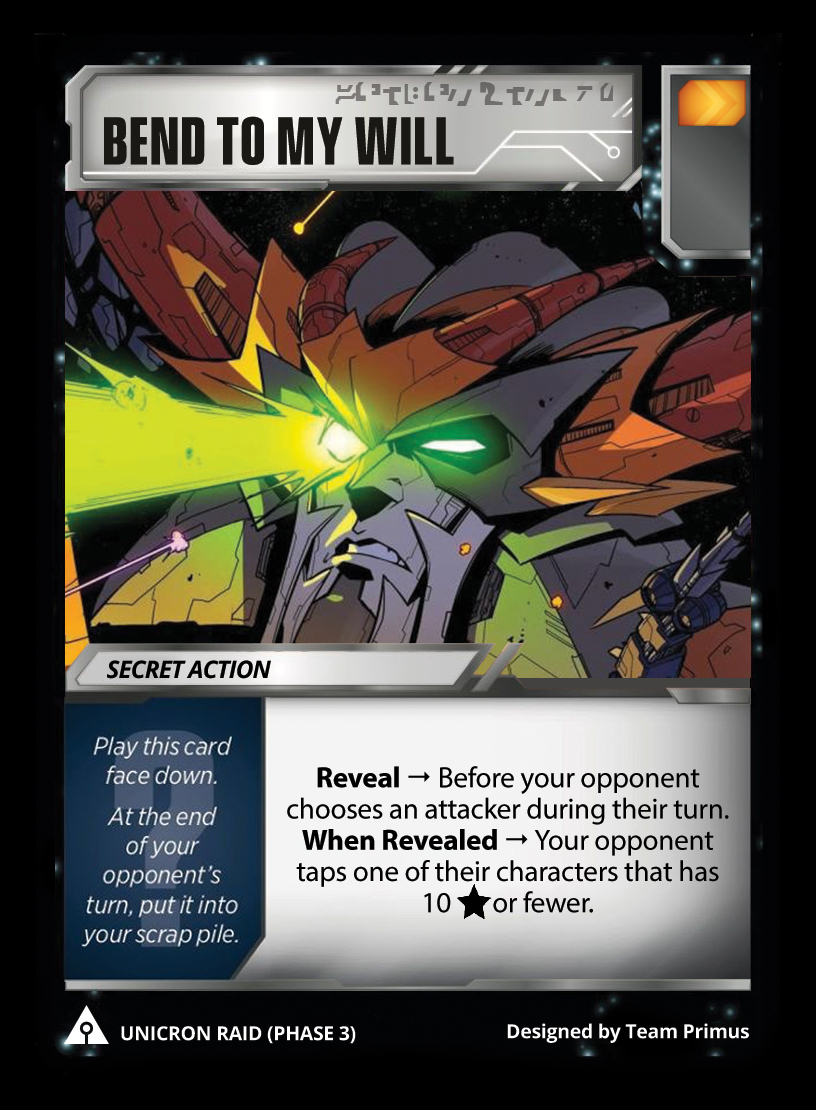 BEND TO MY WILL
SECRET ACTION
Play this card
face down.
At the end
of your
opponent's
turn, put it into
your scrap pile.
Reveal → Before your opponent
chooses an attacker during their turn.
When Revealed → Your opponent
taps one of their characters that has
10 ★ or fewer.
UNICRON RAID (PHASE 3)
Designed by Team Primus